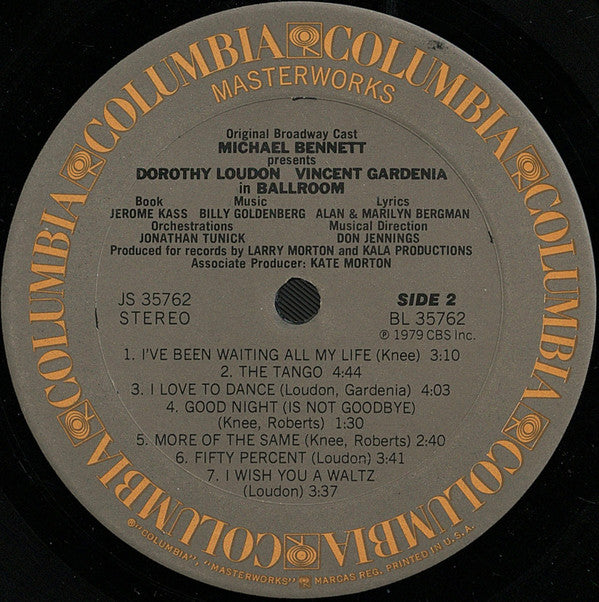 COLUMBIA COLUMBIA COLUMBIA COLUMBIA COLUMBIA COLUMBIA COLUMBIA COLUMBIA
MASTERWORKS
Original Broadway Cast
MICHAEL BENNETT
presents
DOROTHY LOUDON VINCENT GARDENIA
in BALLROOM
Book Music Lyrics
JEROME KASS BILLY GOLDENBERG ALAN & MARILYN BERGMAN
Orchestrations Musical Direction
JONATHAN TUNICK DON JENNINGS
Produced for records by LARRY MORTON and KALA PRODUCTIONS
Associate Producer: KATE MORTON
JS 35762 SIDE 2
STEREO BL 35762
℗ 1979 CBS Inc.
1. I'VE BEEN WAITING ALL MY LIFE (Knee) 3:10
2. THE TANGO 4:44
3. I LOVE TO DANCE (Loudon, Gardenia) 4:03
4. GOOD NIGHT (IS NOT GOODBYE)
(Knee, Roberts) 1:30
5. MORE OF THE SAME (Knee, Roberts) 2:40
6. FIFTY PERCENT (Loudon) 3:41
7. I WISH YOU A WALTZ
(Loudon) 3:37
®"COLUMBIA", "MASTERWORKS" MARCAS REG. PRINTED IN U.S.A.